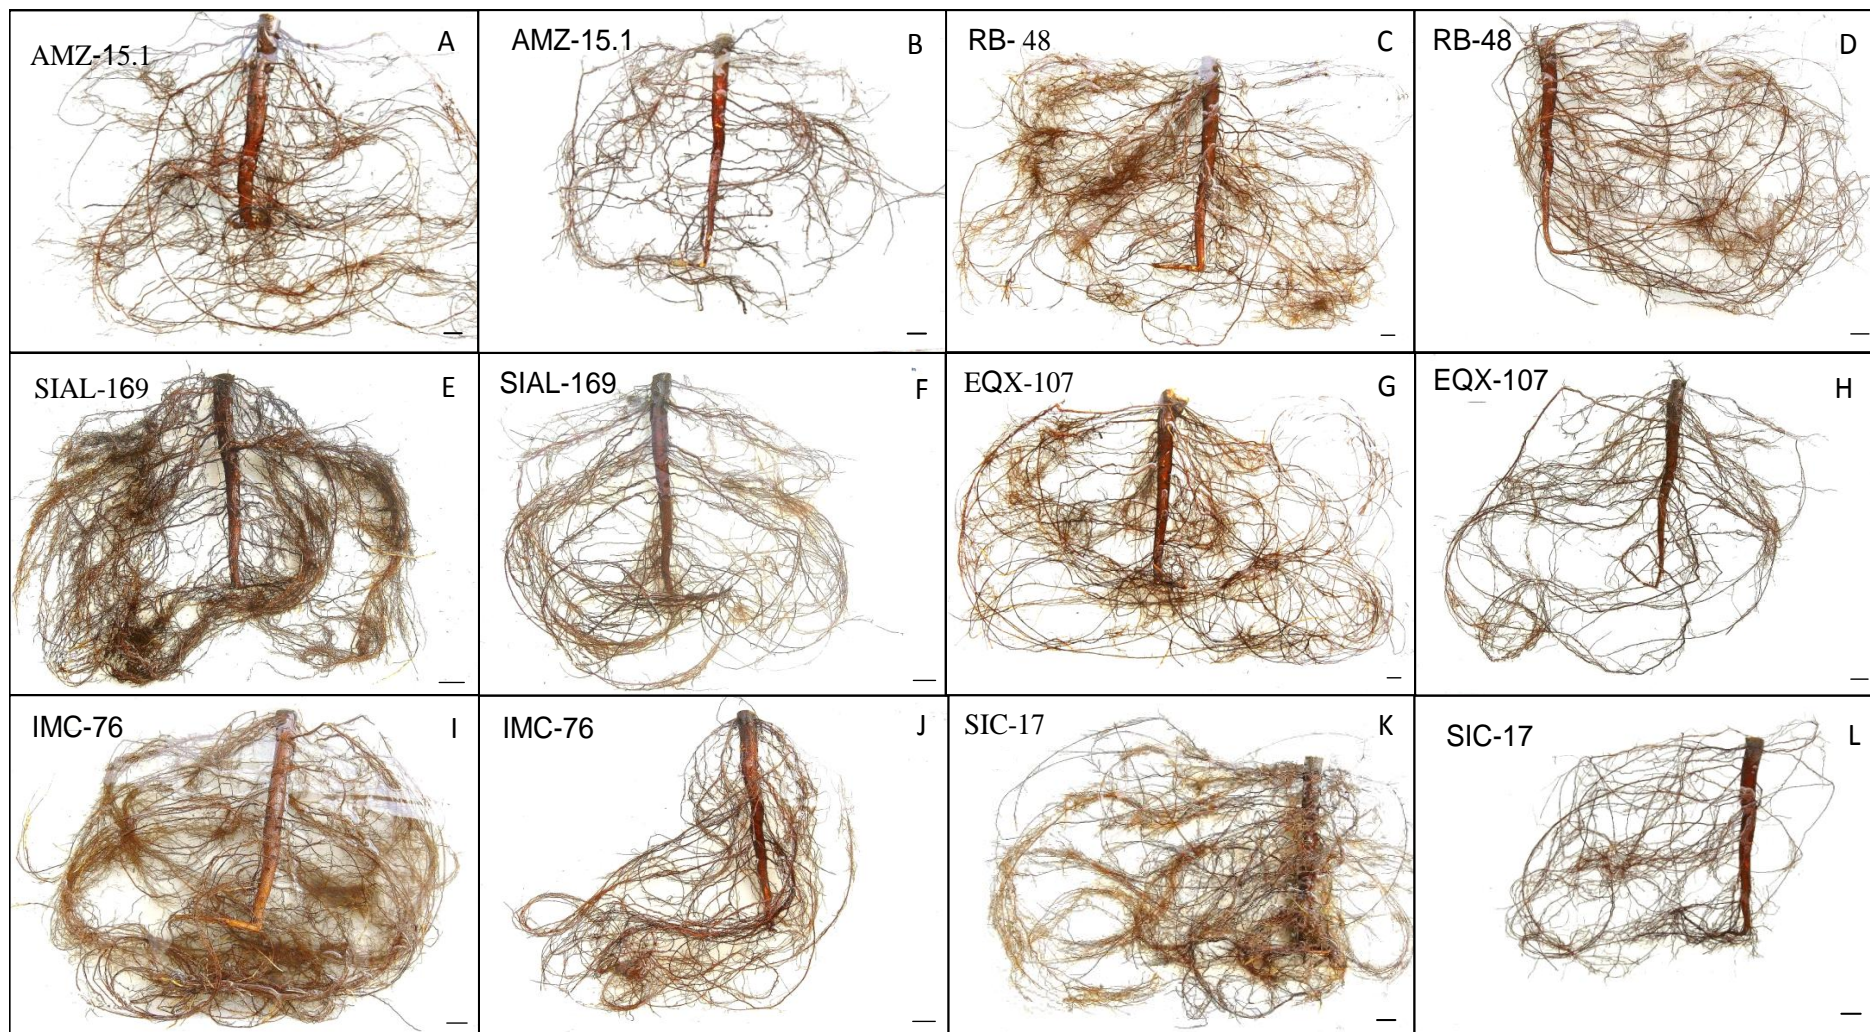 AMZ-15.1 A
AMZ-15.1 B
RB- 48 C
RB-48 D
SIAL-169 E
SIAL-169 F
EQX-107 G
EQX-107 H
IMC-76 I
IMC-76 J
SIC-17 K
SIC-17 L